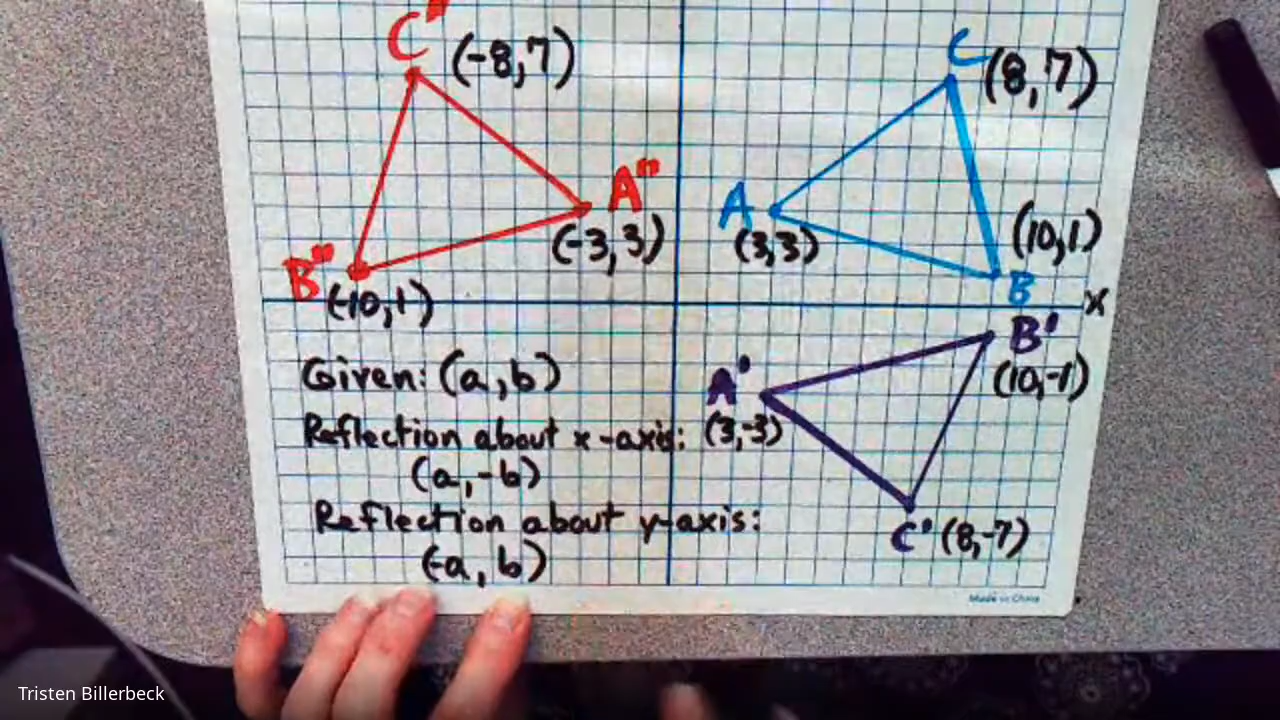 C" (-8,7)
C (8,7)
A"
(-3,3)
A
(3,3)
(10,1)
B
B"
(-10,1)
x
B'
(10,-1)
A'
(3,-3)
C' (8,-7)
Given: (a,b)
Reflection about x-axis:
(a,-b)
Reflection about y-axis:
(-a, b)
Made in China
Tristen Billerbeck